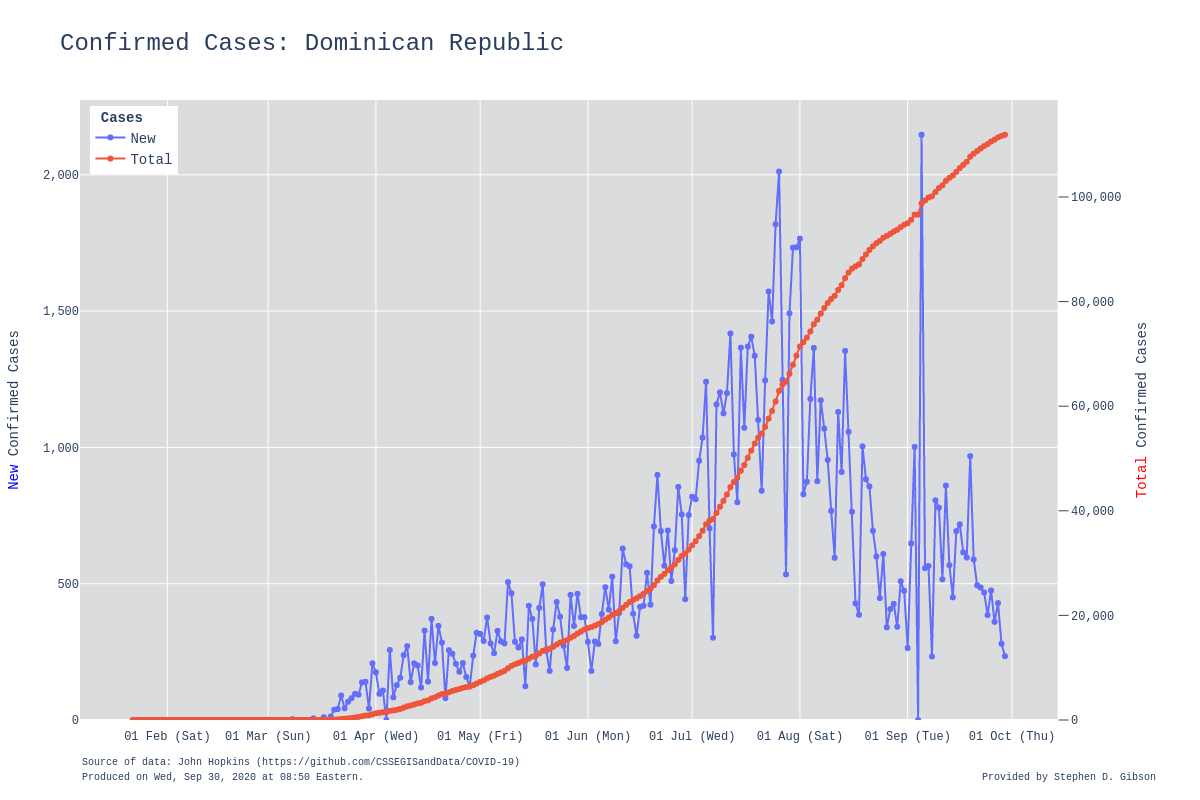 Confirmed Cases: Dominican Republic
Cases
New
Total
2,000
1,500
1,000
500
0
100,000
80,000
60,000
40,000
20,000
0
New Confirmed Cases
Total Confirmed Cases
01 Feb (Sat) 01 Mar (Sun) 01 Apr (Wed) 01 May (Fri) 01 Jun (Mon) 01 Jul (Wed) 01 Aug (Sat) 01 Sep (Tue) 01 Oct (Thu)
Source of data: John Hopkins (https://github.com/CSSEGISandData/COVID-19)
Produced on Wed, Sep 30, 2020 at 08:50 Eastern.
Provided by Stephen D. Gibson